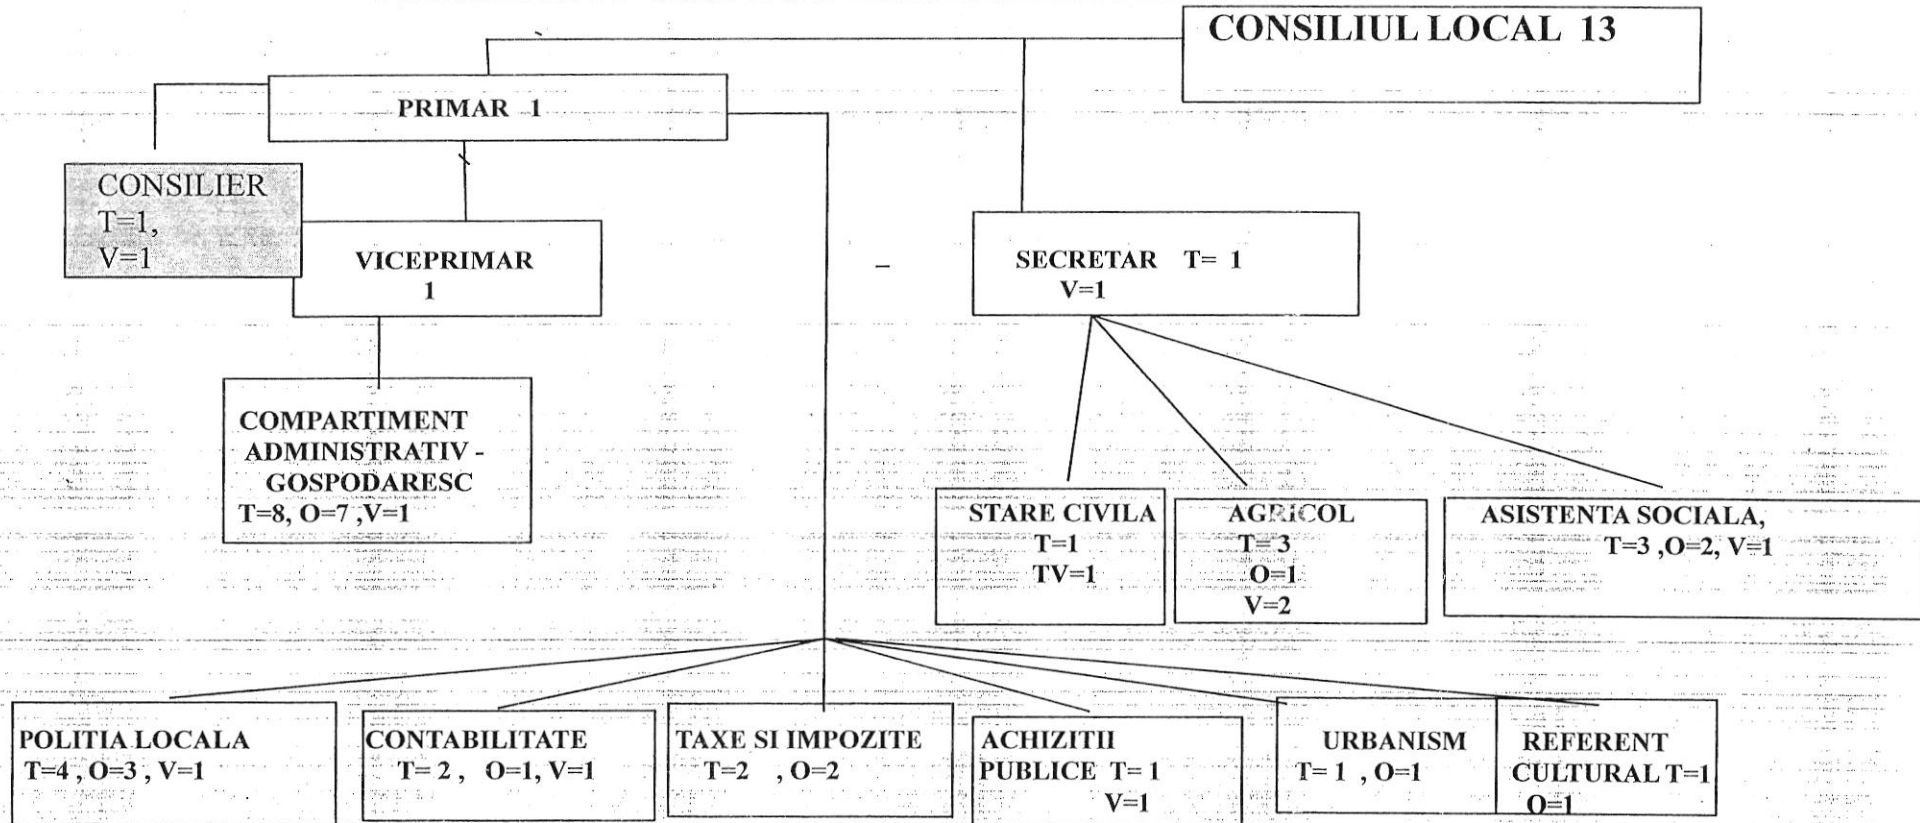 CONSILIUL LOCAL 13
PRIMAR 1
CONSILIER
T=1,
V=1
VICEPRIMAR
1
SECRETAR T= 1
V=1
COMPARTIMENT
ADMINISTRATIV -
GOSPODARESC
T=8, O=7 ,V=1
STARE CIVILA
T=1
TV=1
AGRICOL
T= 3
O=1
V=2
ASISTENTA SOCIALA,
T=3 ,O=2, V=1
POLITIA LOCALA
T=4 , O=3 , V=1
CONTABILITATE
T= 2 , O=1, V=1
TAXE SI IMPOZITE
T=2 , O=2
ACHIZITII
PUBLICE T= 1
V=1
URBANISM
T= 1 , O=1
REFERENT
CULTURAL T=1
O=1